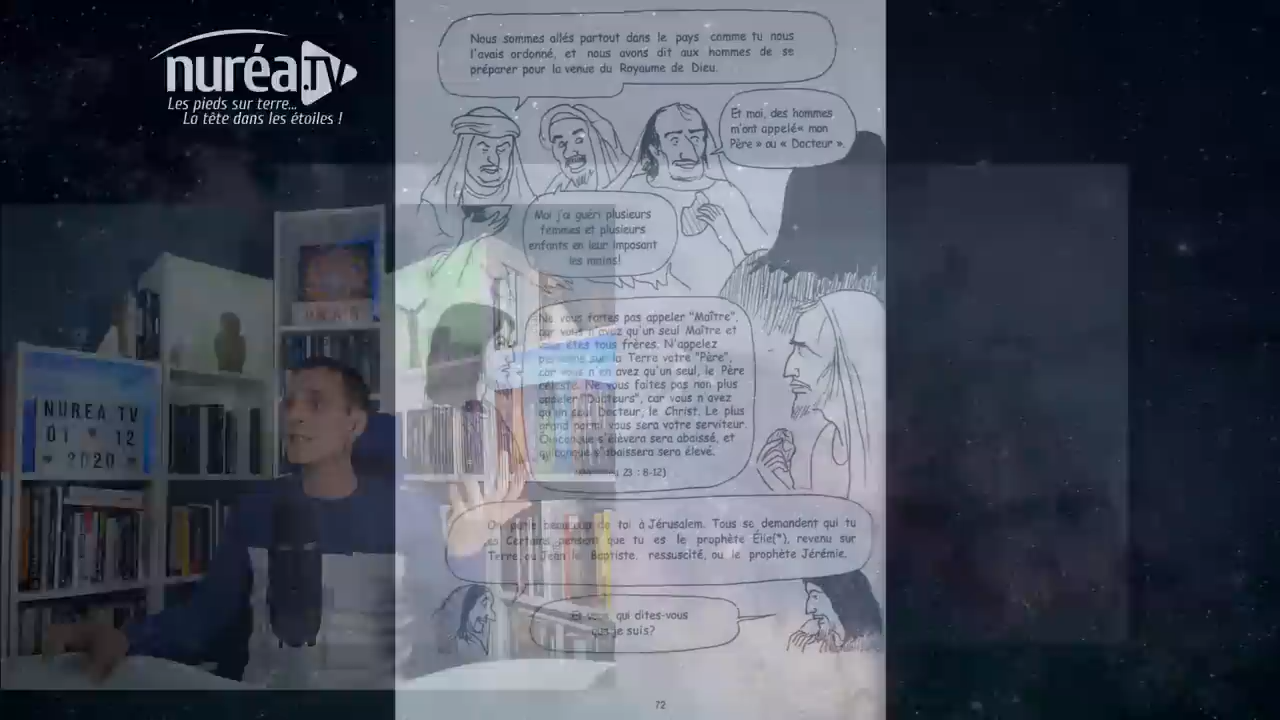 nuréa.TV
Les pieds sur terre...
La tête dans les étoiles !
Nous sommes allés partout dans le pays comme tu nous
l'avais ordonné, et nous avons dit aux hommes de se
préparer pour la venue du Royaume de Dieu.
Et moi, des hommes
m'ont appelé« mon
Père » ou « Docteur ».
Moi j'ai guéri plusieurs
femmes et plusieurs
enfants en leur imposant
les mains!
Ne vous faites pas appeler "Maître",
car vous n'avez qu'un seul Maître et
vous êtes tous frères. N'appelez
personne sur la Terre votre "Père",
car vous n'en avez qu'un seul, le Père
céleste. Ne vous faites pas non plus
appeler "Docteurs", car vous n'avez
qu'un seul Docteur, le Christ. Le plus
grand parmi vous sera votre serviteur.
Quiconque s'élèvera sera abaissé, et
quiconque s'abaissera sera élevé.
23 : 8-12)
On parle beaucoup de toi à Jérusalem. Tous se demandent qui tu
es Certains pensent que tu es le prophète Élie(*), revenu sur
Terre, ou Jean le Baptiste, ressuscité, ou le prophète Jérémie.
Et vous, qui dites-vous
que je suis?
72
NUREA TV
01 12
2020